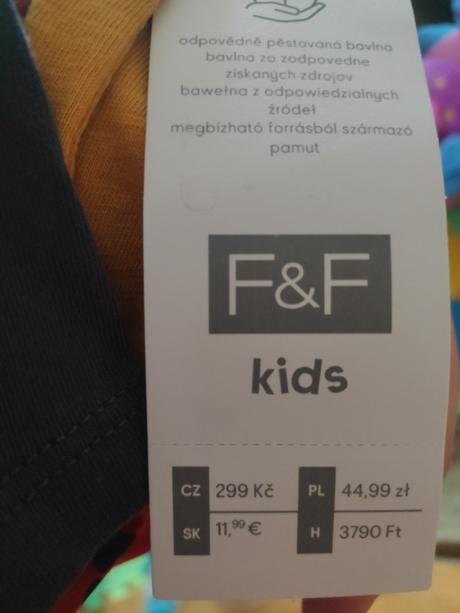 odpovědně pěstovaná bavlna
bavlna zo zodpovedne
získaných zdrojov
bawełna z odpowiedzialnych
źródeł
megbízható forrásból származó
pamut
F&F
kids
CZ 299 Kč PL 44,99 zł
SK 11,99 € H 3790 Ft